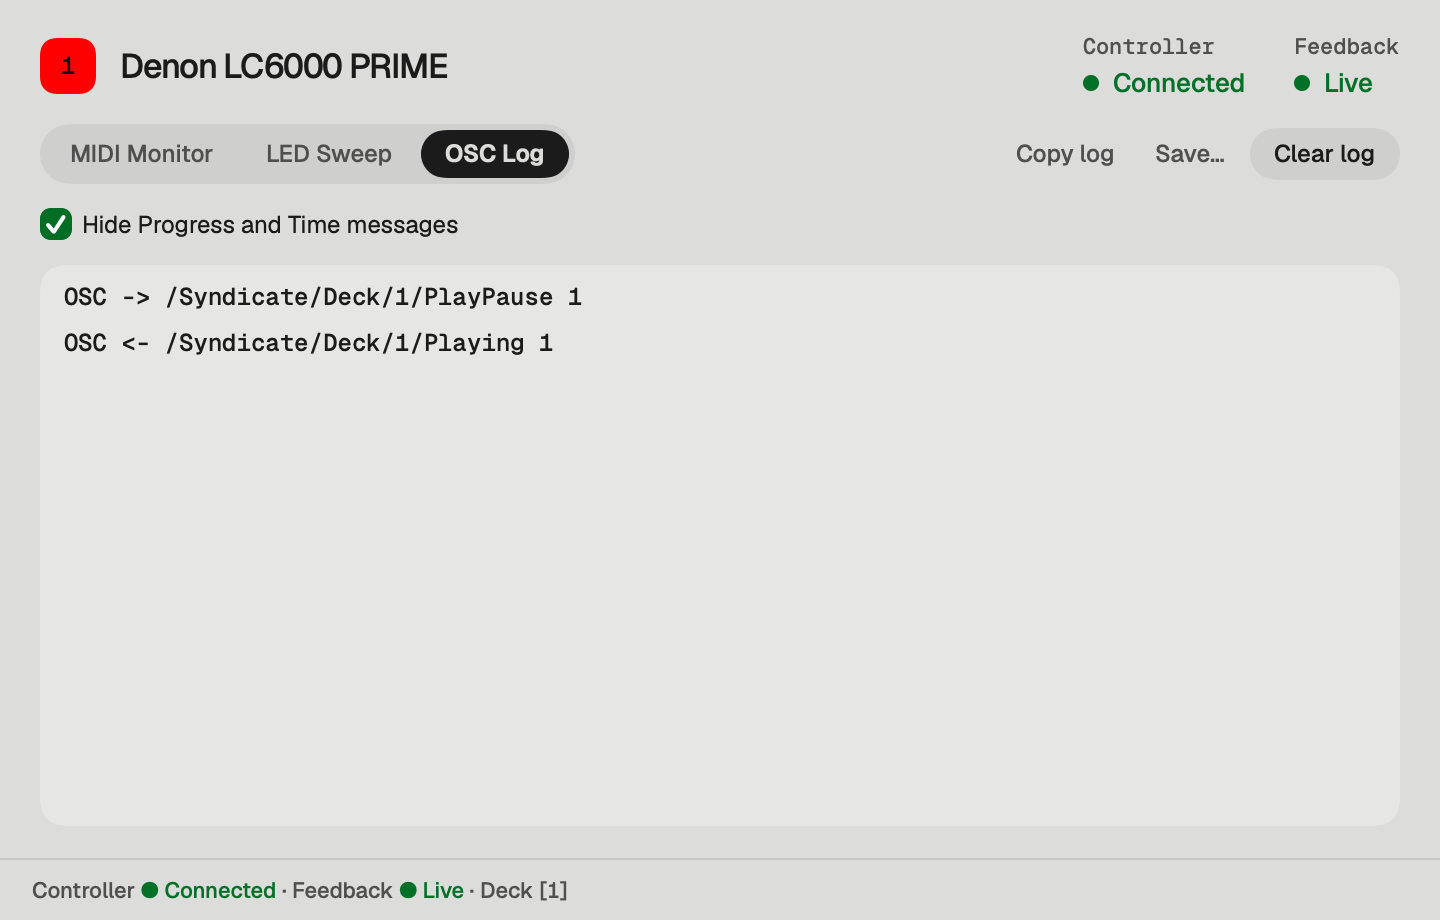 1
Denon LC6000 PRIME
Controller
Connected
Feedback
Live
MIDI Monitor
LED Sweep
OSC Log
Copy log
Save…
Clear log
Hide Progress and Time messages
OSC -> /Syndicate/Deck/1/PlayPause 1
OSC <- /Syndicate/Deck/1/Playing 1
Controller Connected · Feedback Live · Deck [1]